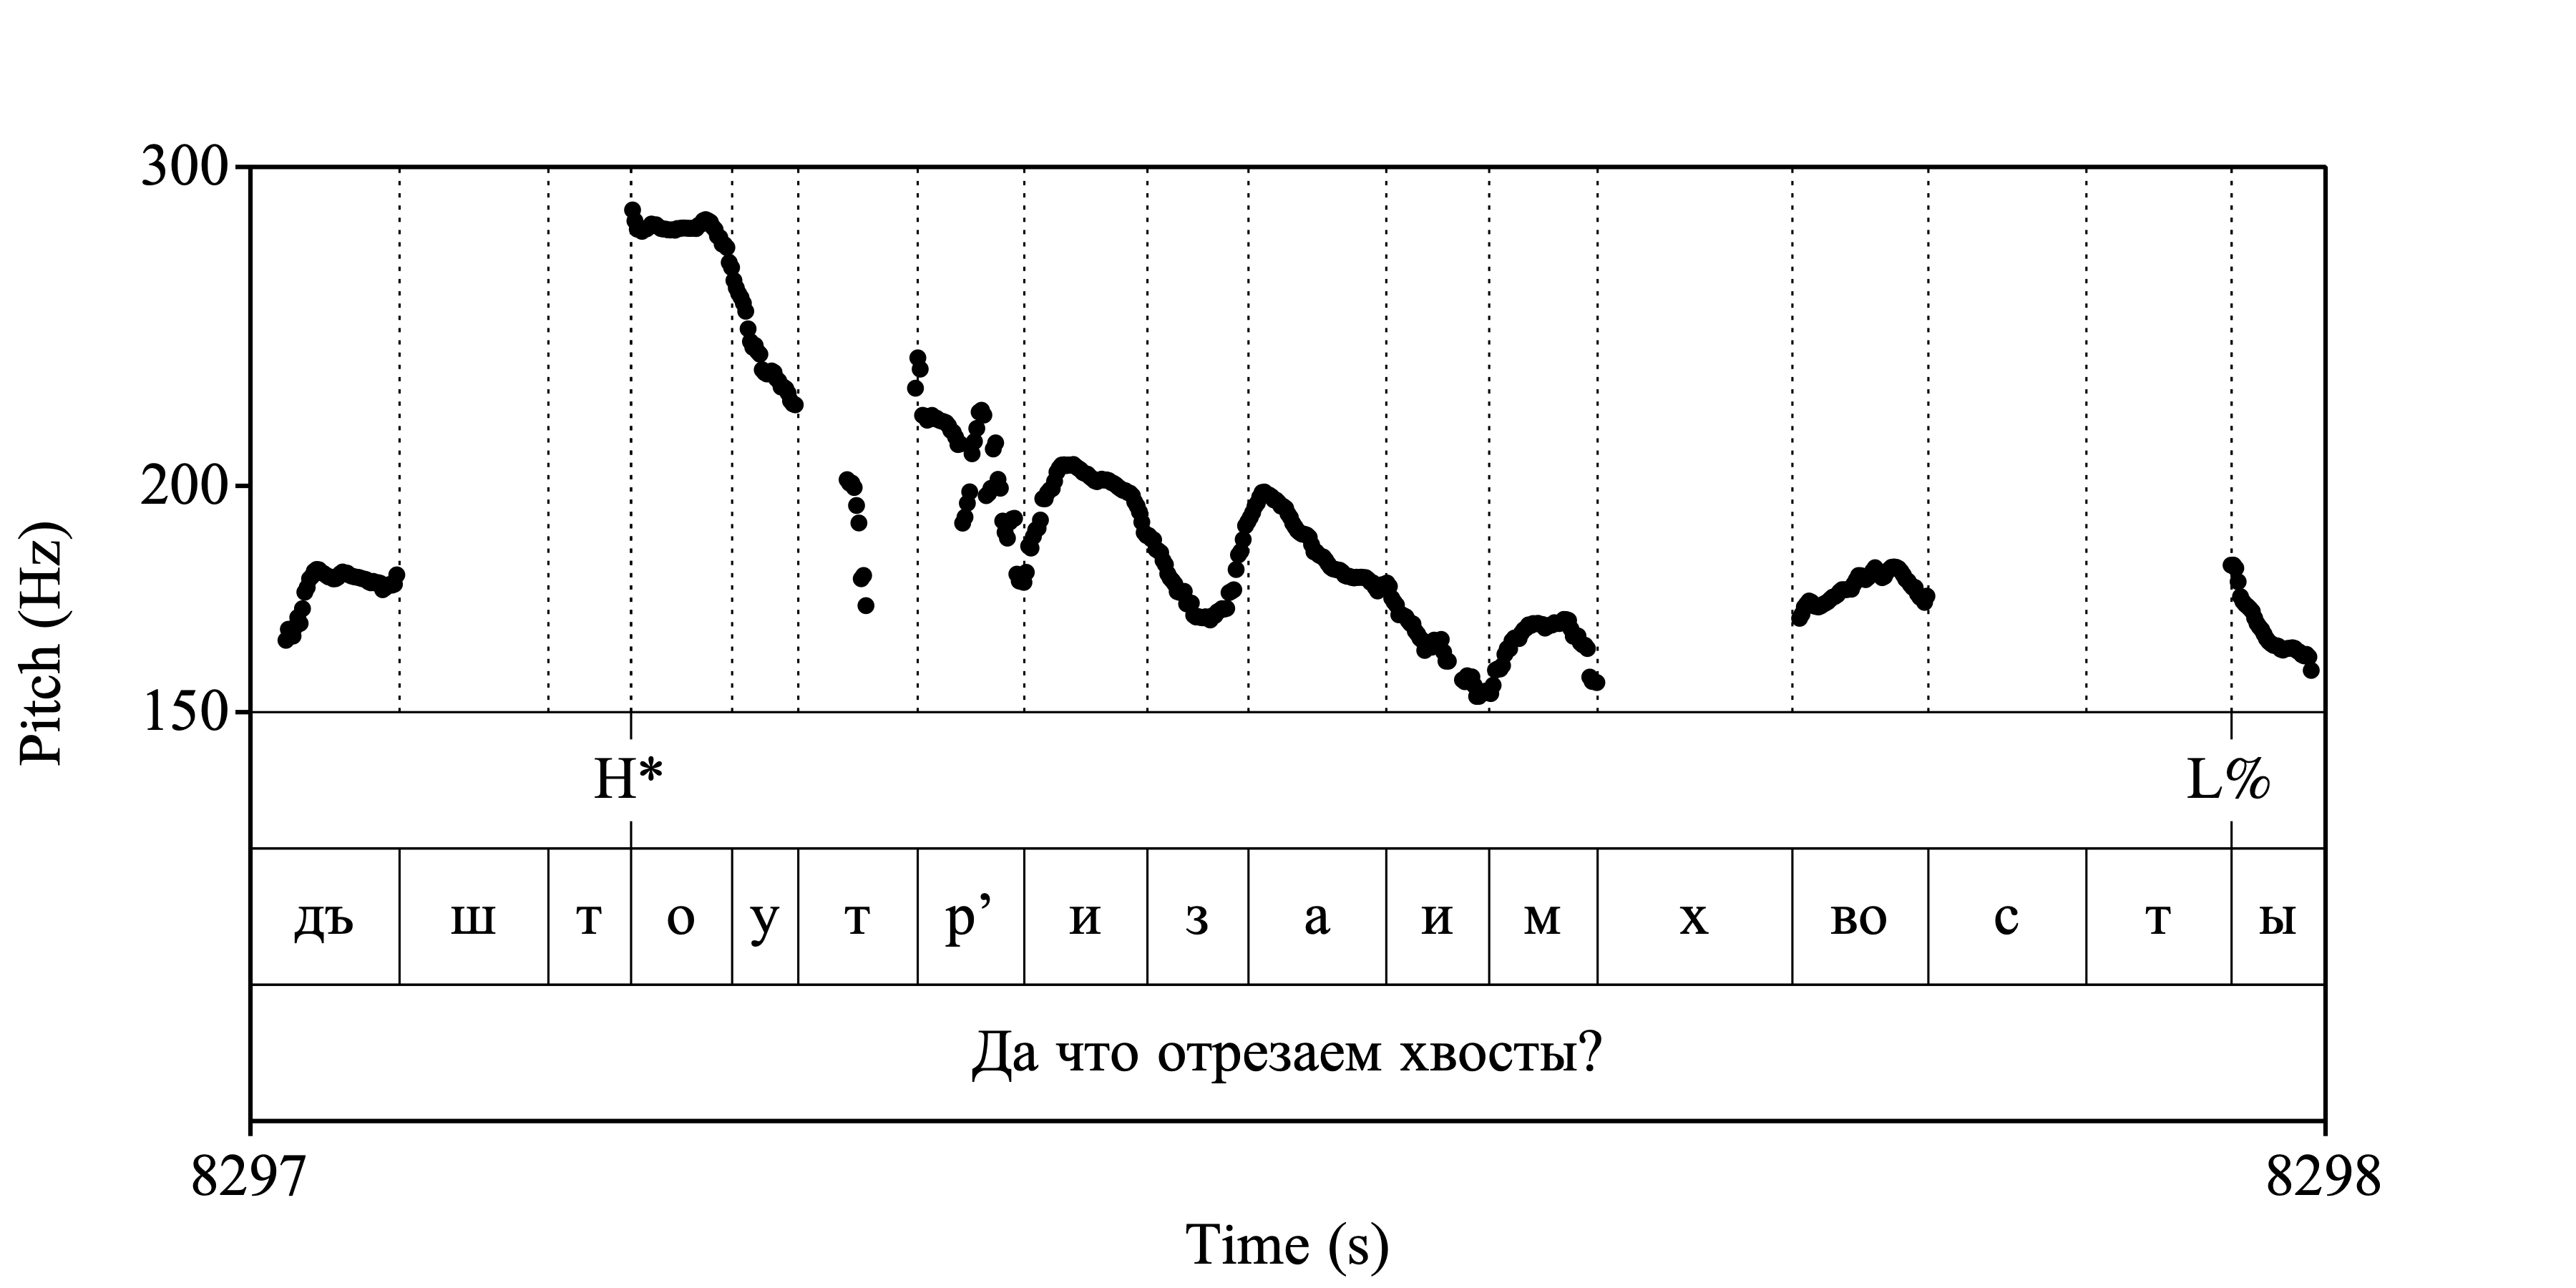 300
200
150
Pitch (Hz)
H* L%
дъ ш т о у т р’ и з а и м х во с т ы
Да что отрезаем хвосты?
8297 8298
Time (s)